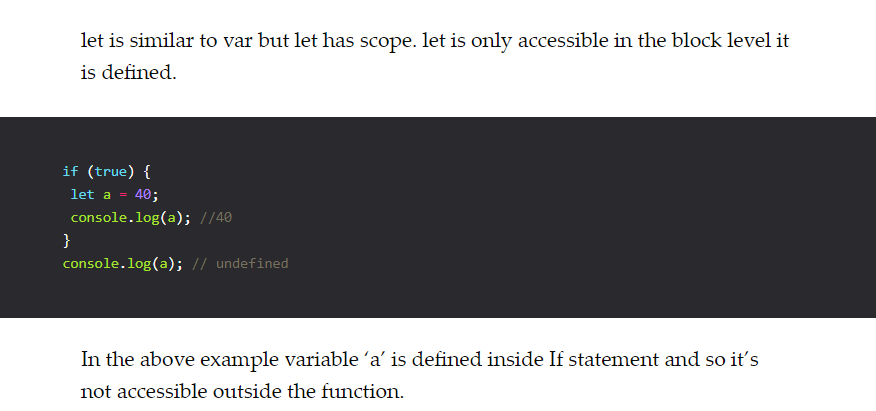 let is similar to var but let has scope. let is only accessible in the block level it
is defined.
if (true) {
let a = 40;
console.log(a); //40
}
console.log(a); // undefined
In the above example variable ‘a’ is defined inside If statement and so it’s
not accessible outside the function.